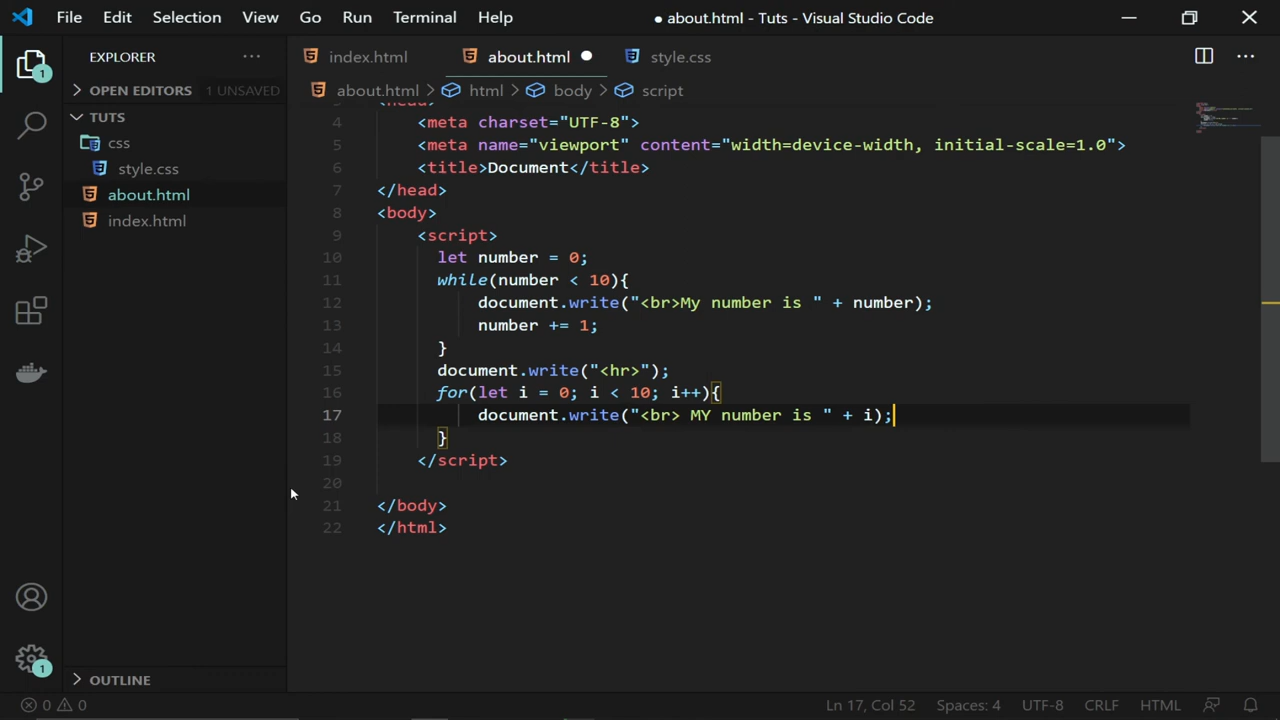 File Edit Selection View Go Run Terminal Help
● about.html - Tuts - Visual Studio Code
EXPLORER
index.html about.html style.css
OPEN EDITORS 1 UNSAVED
about.html > html > body > script
TUTS
css
style.css
about.html
index.html
1
<head>
4 <meta charset="UTF-8">
5 <meta name="viewport" content="width=device-width, initial-scale=1.0">
6 <title>Document</title>
7 </head>
8 <body>
9 <script>
10 let number = 0;
11 while(number < 10){
12 document.write("<br>My number is " + number);
13 number += 1;
14 }
15 document.write("<hr>");
16 for(let i = 0; i < 10; i++){
17 document.write("<br> MY number is " + i);
18 }
19 </script>
20
21 </body>
22 </html>
1
OUTLINE
0 0 Ln 17, Col 52 Spaces: 4 UTF-8 CRLF HTML